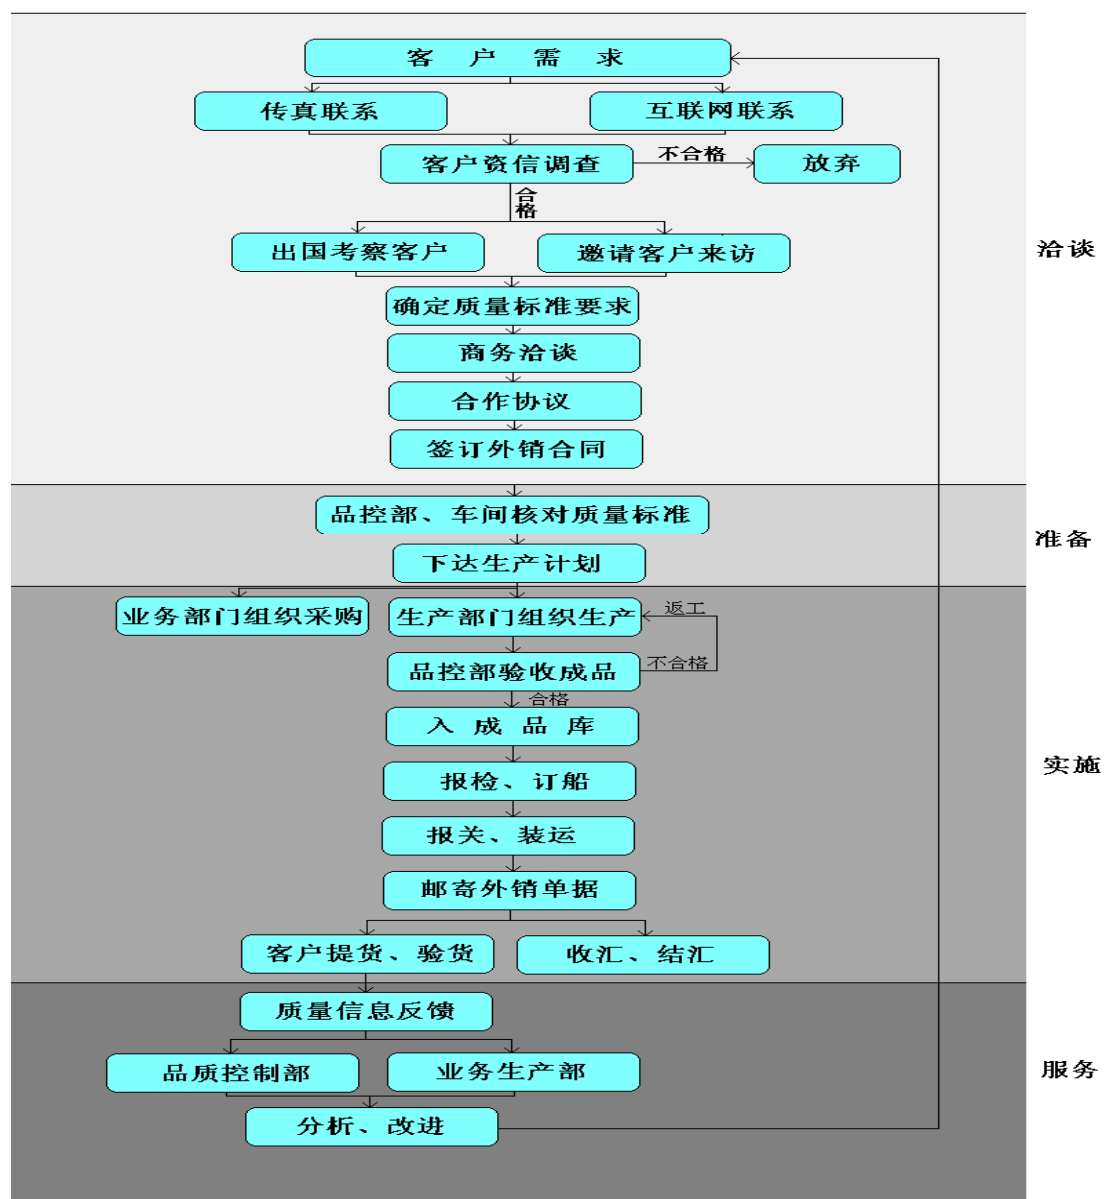 客 户 需 求
传真联系
互联网联系
客户资信调查
不合格
放弃
合格
出国考察客户
邀请客户来访
洽谈
确定质量标准要求
商务洽谈
合作协议
签订外销合同
品控部、车间核对质量标准
准备
下达生产计划
业务部门组织采购
生产部门组织生产
返工
品控部验收成品
不合格
合格
入 成 品 库
报检、订船
实施
报关、装运
邮寄外销单据
客户提货、验货
收汇、结汇
质量信息反馈
品质控制部
业务生产部
服务
分析、改进